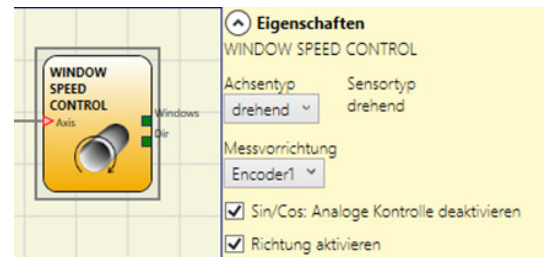 WINDOW
SPEED
CONTROL
Axis
Windows
Dir
Eigenschaften
WINDOW SPEED CONTROL
Achsentyp Sensortyp
drehend drehend
Messvorrichtung
Encoder1
Sin/Cos: Analoge Kontrolle deaktivieren
Richtung aktivieren